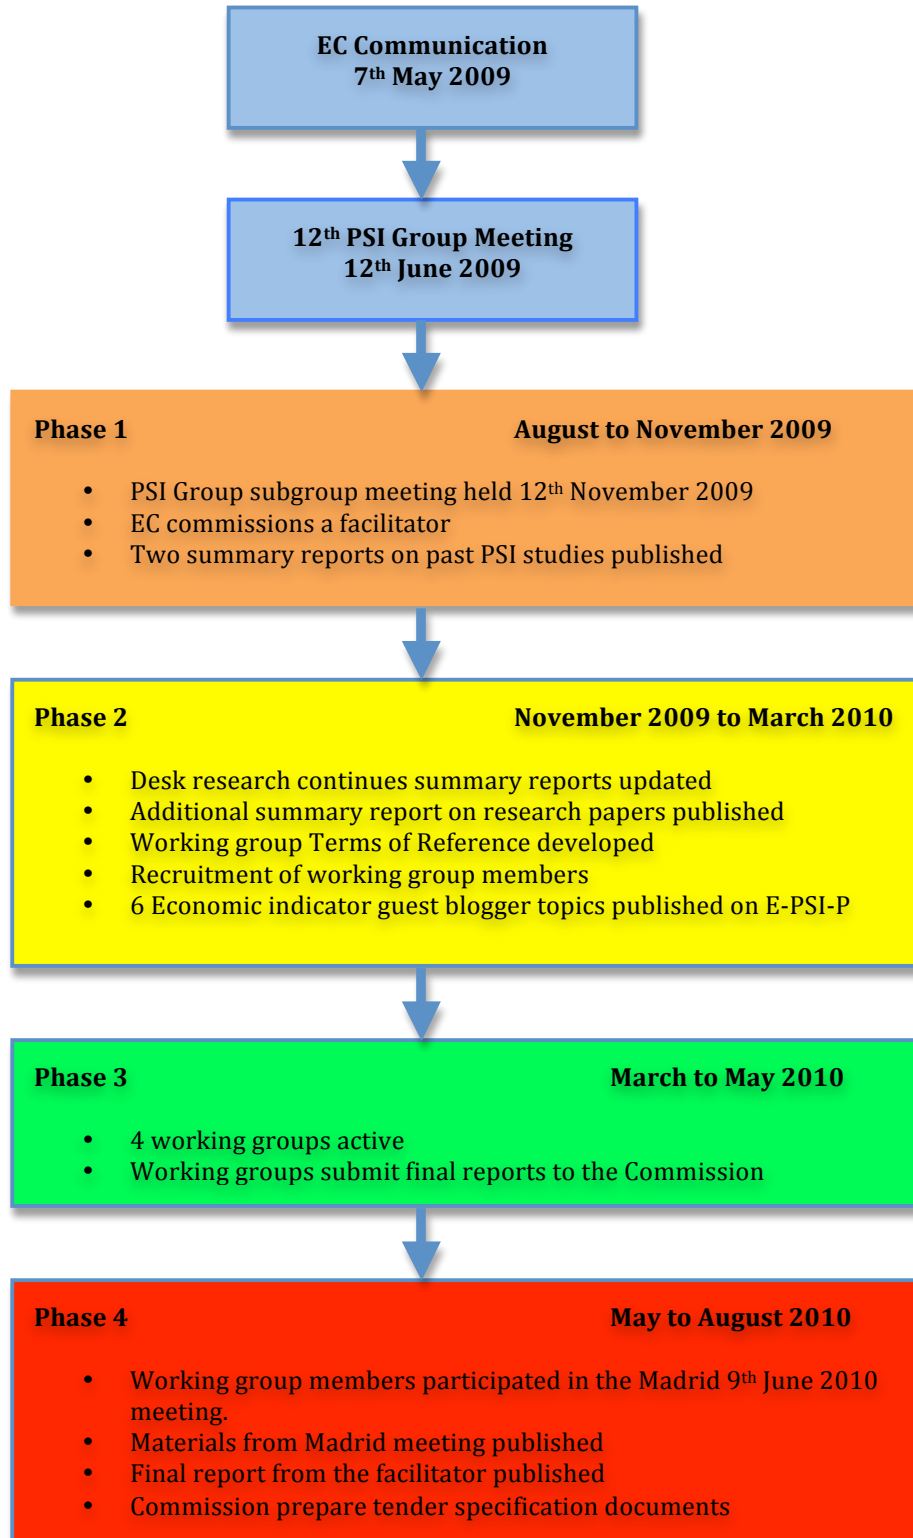 EC Communication
7th May 2009
12th PSI Group Meeting
12th June 2009
Phase 1 August to November 2009
• PSI Group subgroup meeting held 12th November 2009
• EC commissions a facilitator
• Two summary reports on past PSI studies published
Phase 2 November 2009 to March 2010
• Desk research continues summary reports updated
• Additional summary report on research papers published
• Working group Terms of Reference developed
• Recruitment of working group members
• 6 Economic indicator guest blogger topics published on E-PSI-P
Phase 3 March to May 2010
• 4 working groups active
• Working groups submit final reports to the Commission
Phase 4 May to August 2010
• Working group members participated in the Madrid 9th June 2010
meeting.
• Materials from Madrid meeting published
• Final report from the facilitator published
• Commission prepare tender specification documents